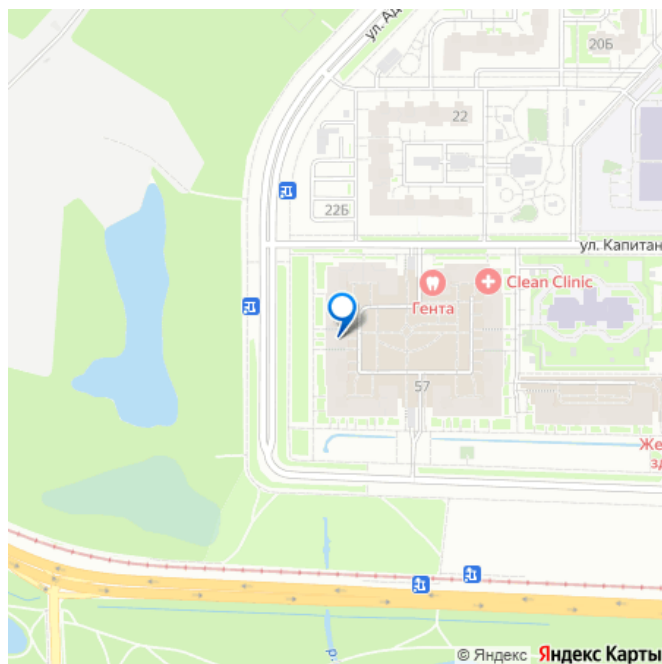 ул. Ад
20Б
22
22Б
ул. Капитан
Clean Clinic
Гента
57
Же
зд
р.
© Яндекс Яндекс Карты